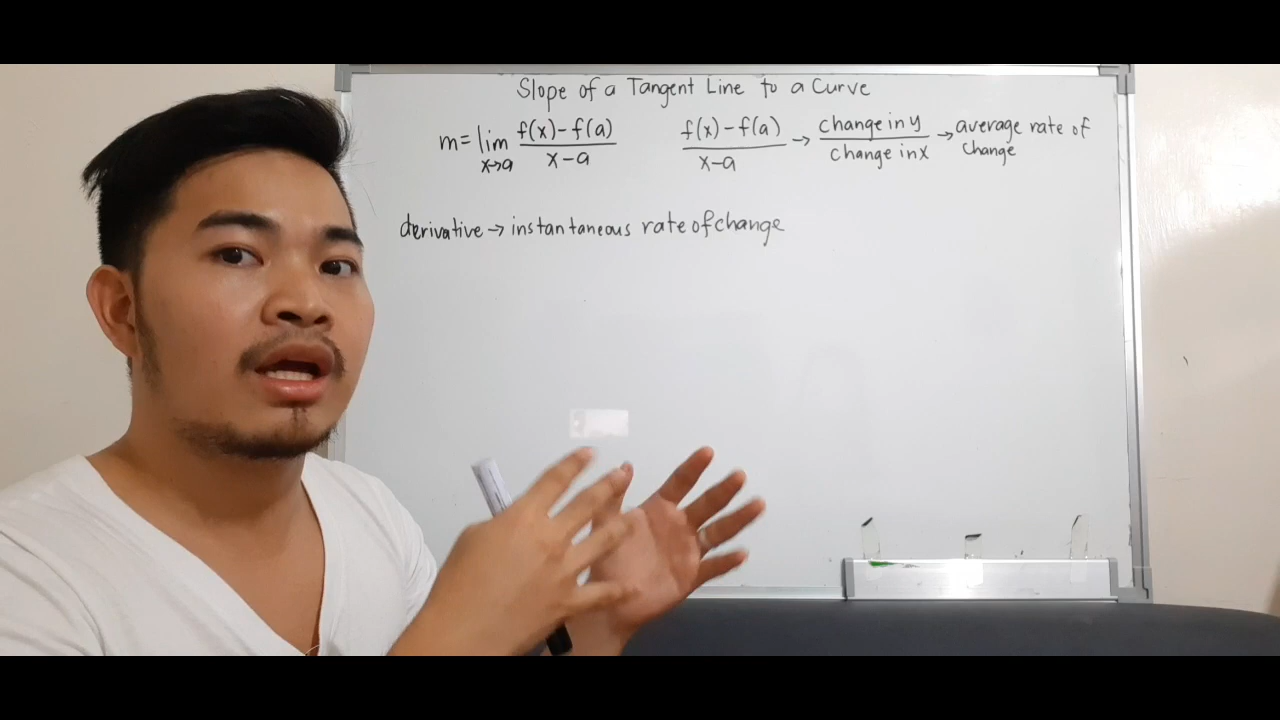 Slope of a Tangent Line to a Curve
m = lim x→a f(x)-f(a) / x-a    f(x)-f(a) / x-a → change in y / change in x → average rate of change
derivative → instantaneous rate of change